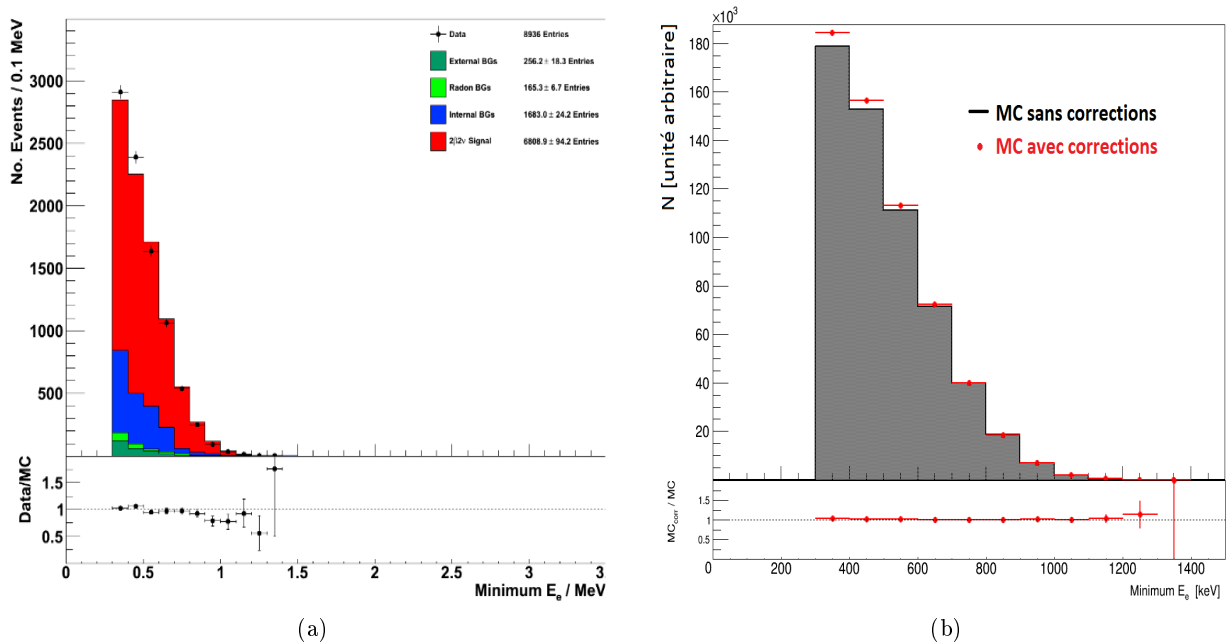 No. Events / 0.1 MeV
3000
2500
2000
1500
1000
500
Data 8936 Entries
External BGs 256.2 ± 18.3 Entries
Radon BGs 165.3 ± 6.7 Entries
Internal BGs 1683.0 ± 24.2 Entries
2β2ν Signal 6808.9 ± 94.2 Entries
Data/MC
1.5
1
0.5
0 0.5 1 1.5 2 2.5 3 3.5
Minimum E_e / MeV
(a)
×10³
N [unité arbitraire]
180
160
140
120
100
80
60
40
20
MC sans corrections
MC avec corrections
MC_corr / MC
1.5
1
0.5
0 200 400 600 800 1000 1200 1400
Minimum E_e [keV]
(b)